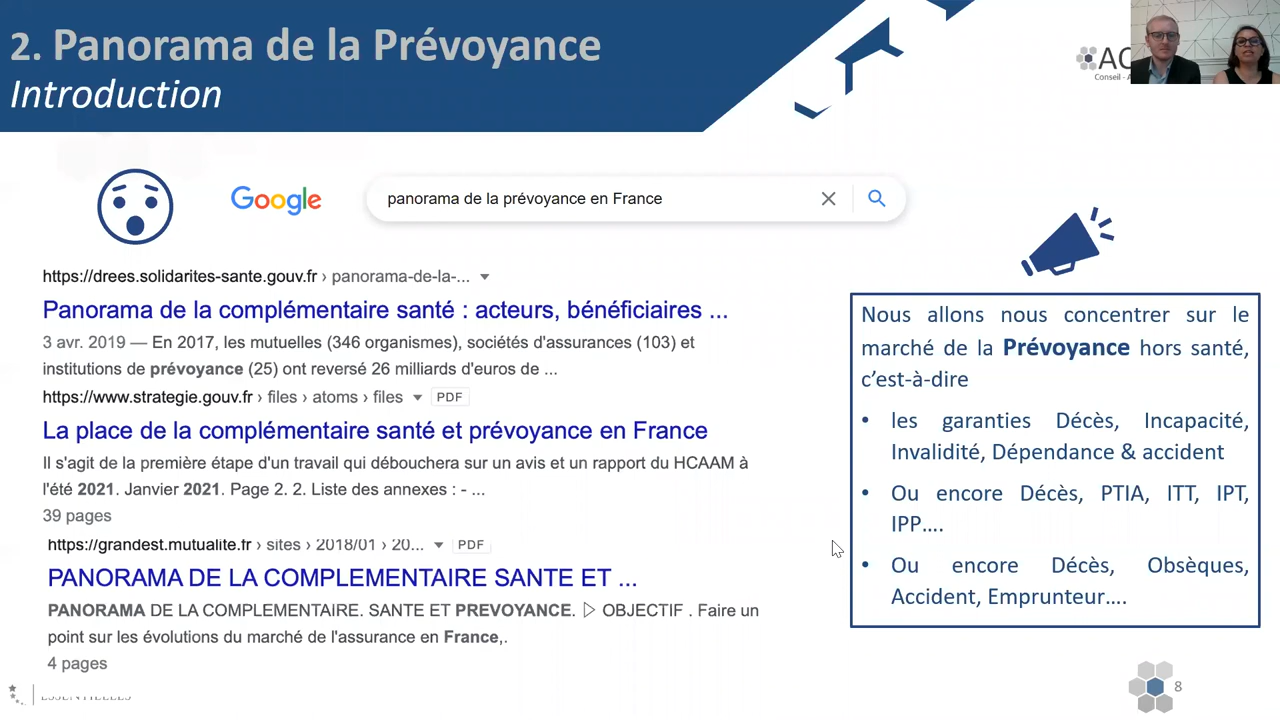 2. Panorama de la Prévoyance
Introduction
Conseil - A
Google
panorama de la prévoyance en France
https://drees.solidarites-sante.gouv.fr › panorama-de-la-...
Panorama de la complémentaire santé : acteurs, bénéficiaires ...
3 avr. 2019 — En 2017, les mutuelles (346 organismes), sociétés d'assurances (103) et
institutions de prévoyance (25) ont reversé 26 milliards d'euros de ...
https://www.strategie.gouv.fr › files › atoms › files PDF
La place de la complémentaire santé et prévoyance en France
Il s'agit de la première étape d'un travail qui débouchera sur un avis et un rapport du HCAAM à
l'été 2021. Janvier 2021. Page 2. 2. Liste des annexes : - ...
39 pages
https://grandest.mutualite.fr › sites › 2018/01 › 20... PDF
PANORAMA DE LA COMPLEMENTAIRE SANTE ET ...
PANORAMA DE LA COMPLEMENTAIRE. SANTE ET PREVOYANCE. ▷ OBJECTIF . Faire un
point sur les évolutions du marché de l'assurance en France,.
4 pages
Nous allons nous concentrer sur le
marché de la Prévoyance hors santé,
c'est-à-dire
• les garanties Décès, Incapacité,
Invalidité, Dépendance & accident
• Ou encore Décès, PTIA, ITT, IPT,
IPP....
• Ou encore Décès, Obsèques,
Accident, Emprunteur....
ESSENTIELLES
8